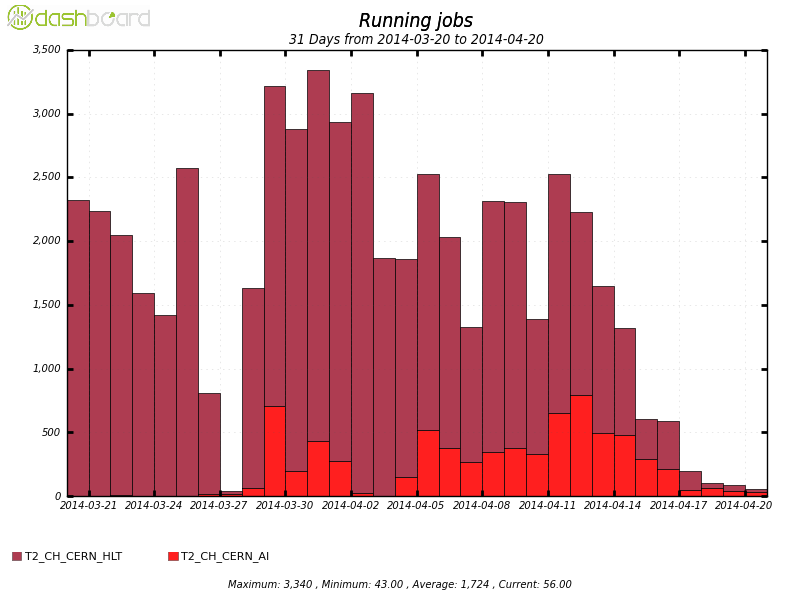 dashboard
Running jobs
31 Days from 2014-03-20 to 2014-04-20
3,500
3,000
2,500
2,000
1,500
1,000
500
0
2014-03-21 2014-03-24 2014-03-27 2014-03-30 2014-04-02 2014-04-05 2014-04-08 2014-04-11 2014-04-14 2014-04-17 2014-04-20
T2_CH_CERN_HLT T2_CH_CERN_AI
Maximum: 3,340 , Minimum: 43.00 , Average: 1,724 , Current: 56.00